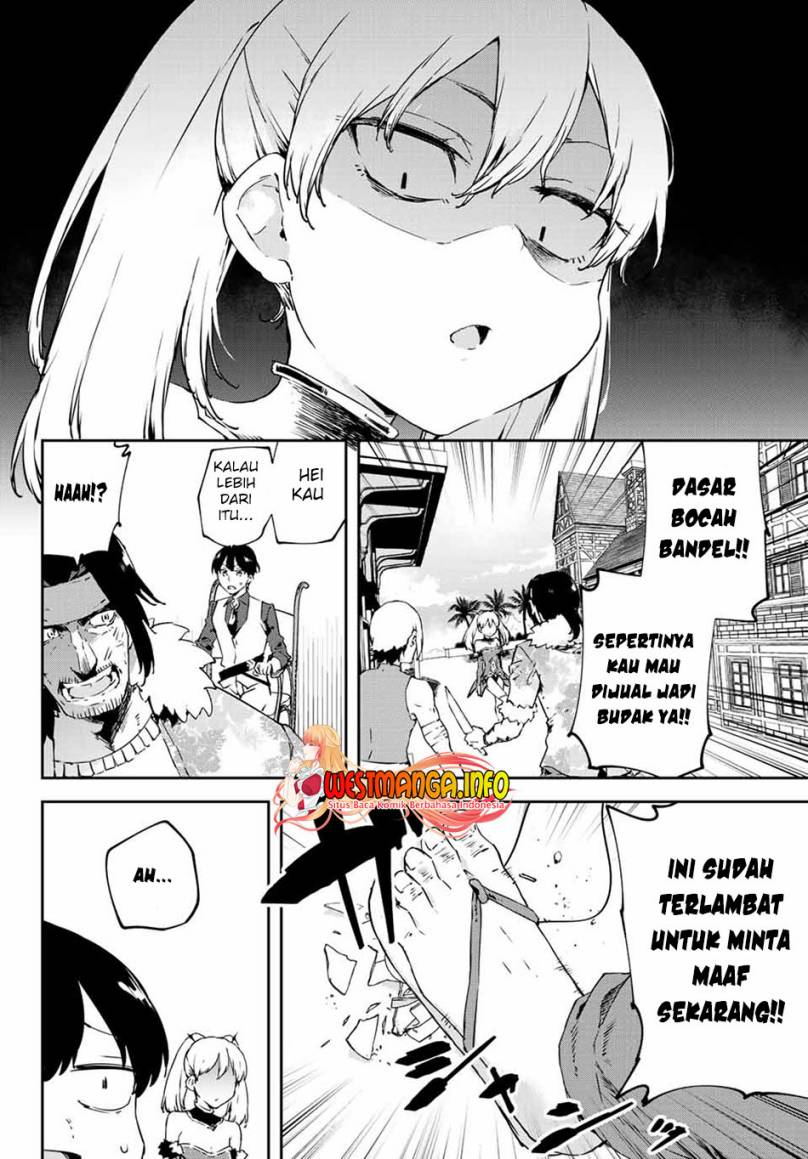 DASAR
BOCAH
BANDEL!!
SEPERTINYA
KAU MAU
DIJUAL JADI
BUDAK YA!!
HEI
KAU
KALAU
LEBIH
DARI
ITU...
HAAH!?
WESTMANGA.INFO
Situs Baca Komik Berbahasa Indonesia
INI SUDAH
TERLAMBAT
UNTUK MINTA
MAAF
SEKARANG!!
AH...